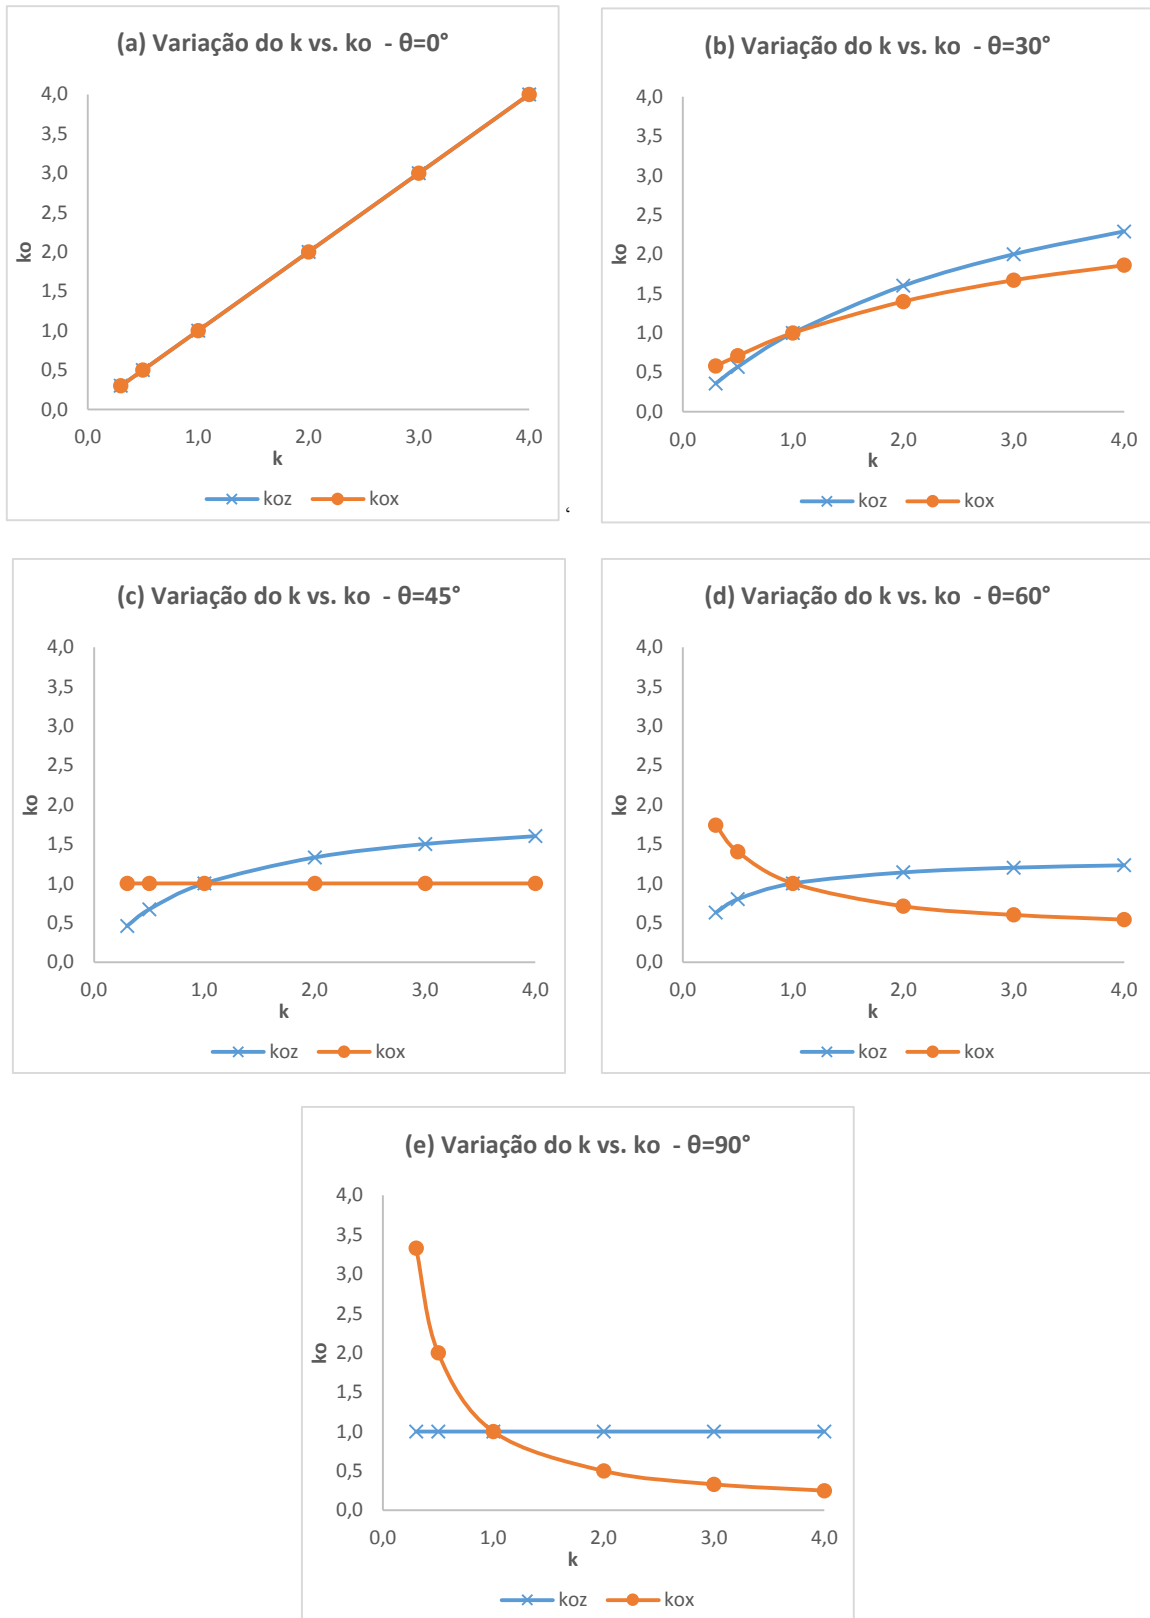 (a) Variação do k vs. ko - θ=0°
4,0
3,5
3,0
2,5
2,0
1,5
1,0
0,5
0,0
ko
0,0 1,0 2,0 3,0 4,0
k
koz kox
(b) Variação do k vs. ko - θ=30°
4,0
3,5
3,0
2,5
2,0
1,5
1,0
0,5
0,0
ko
0,0 1,0 2,0 3,0 4,0
k
koz kox
(c) Variação do k vs. ko - θ=45°
4,0
3,5
3,0
2,5
2,0
1,5
1,0
0,5
0,0
ko
0,0 1,0 2,0 3,0 4,0
k
koz kox
(d) Variação do k vs. ko - θ=60°
4,0
3,5
3,0
2,5
2,0
1,5
1,0
0,5
0,0
ko
0,0 1,0 2,0 3,0 4,0
k
koz kox
(e) Variação do k vs. ko - θ=90°
4,0
3,5
3,0
2,5
2,0
1,5
1,0
0,5
0,0
ko
0,0 1,0 2,0 3,0 4,0
k
koz kox